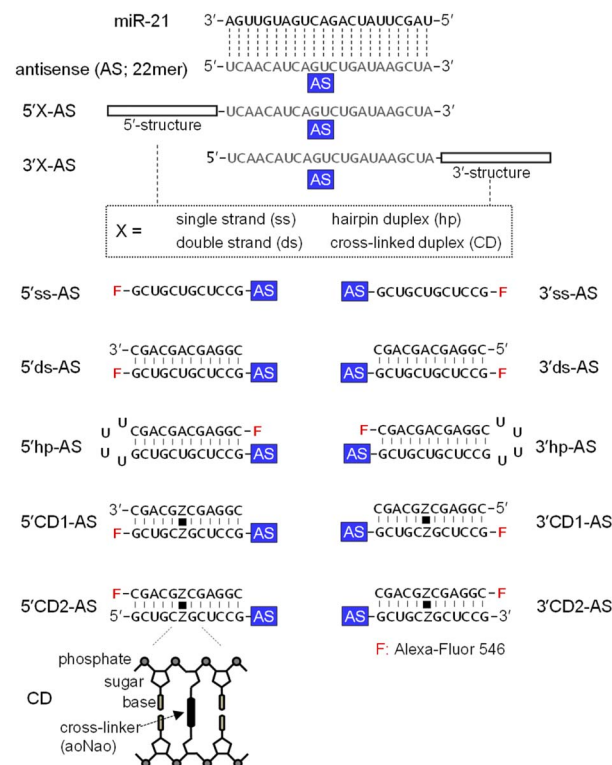 miR-21 3′-AGUUGUAGUCAGACUAUUCGAU-5′
antisense (AS; 22mer) 5′-UCAACAUCAGUCUGAUAAGCUA-3′
AS
5′X-AS -UCAACAUCAGUCUGAUAAGCUA-3′
5′-structure AS
3′X-AS 5′-UCAACAUCAGUCUGAUAAGCUA-
AS 3′-structure
X = single strand (ss) hairpin duplex (hp)
double strand (ds) cross-linked duplex (CD)
5′ss-AS F-GCUGCUGCUCCG-AS AS-GCUGCUGCUCCG-F 3′ss-AS
3′-CGACGACGAGGC CGACGACGAGGC-5′
5′ds-AS F-GCUGCUGCUCCG-AS AS-GCUGCUGCUCCG-F 3′ds-AS
U U CGACGACGAGGC-F F-CGACGACGAGGC U U
5′hp-AS U U GCUGCUGCUCCG-AS AS-GCUGCUGCUCCG U U 3′hp-AS
3′-CGACGZCGAGGC CGACGZCGAGGC-5′
5′CD1-AS F-GCUGCZGCUCCG-AS AS-GCUGCZGCUCCG-F 3′CD1-AS
F-CGACGZCGAGGC CGACGZCGAGGC-F
5′CD2-AS 5′-GCUGCZGCUCCG-AS AS-GCUGCZGCUCCG-3′ 3′CD2-AS
F: Alexa-Fluor 546
phosphate
sugar
CD base
cross-linker
(aoNao)